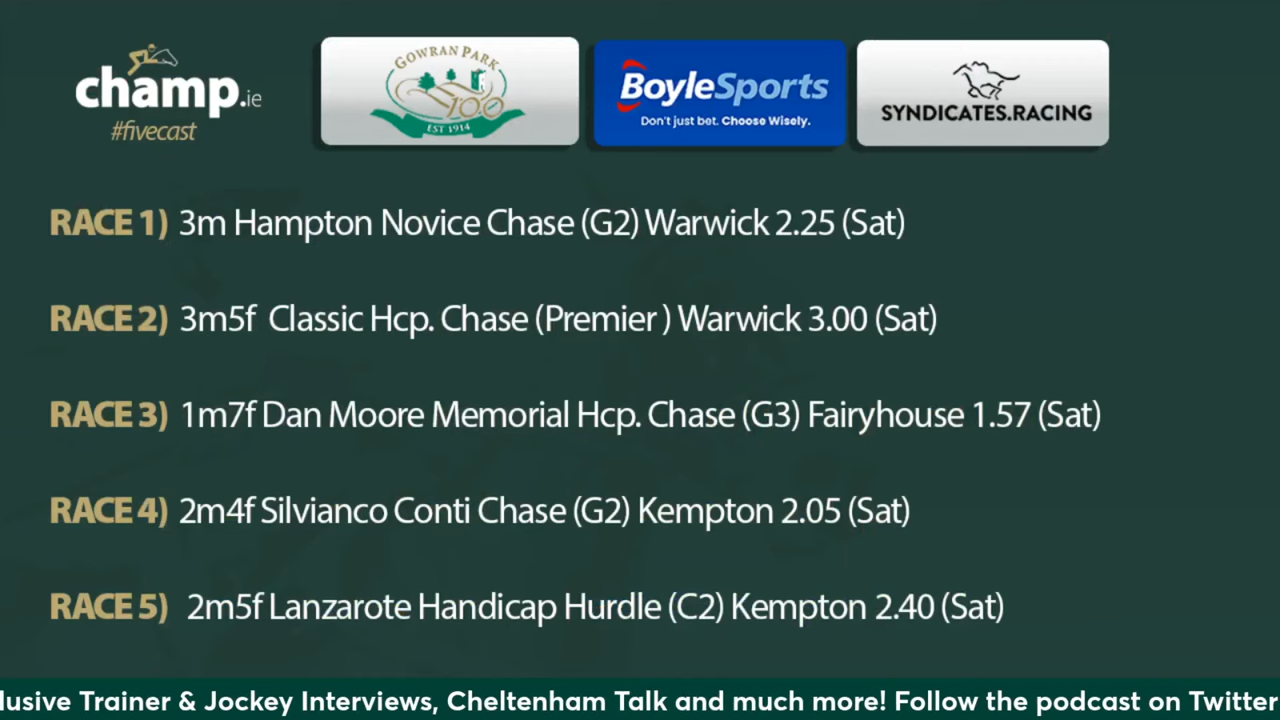 champ.ie
#fivecast
GOWRAN PARK
100
EST 1914
BoyleSports
Don't just bet. Choose Wisely.
SYNDICATES.RACING
RACE 1) 3m Hampton Novice Chase (G2) Warwick 2.25 (Sat)
RACE 2) 3m5f Classic Hcp. Chase (Premier ) Warwick 3.00 (Sat)
RACE 3) 1m7f Dan Moore Memorial Hcp. Chase (G3) Fairyhouse 1.57 (Sat)
RACE 4) 2m4f Silvianco Conti Chase (G2) Kempton 2.05 (Sat)
RACE 5) 2m5f Lanzarote Handicap Hurdle (C2) Kempton 2.40 (Sat)
lusive Trainer & Jockey Interviews, Cheltenham Talk and much more! Follow the podcast on Twitter